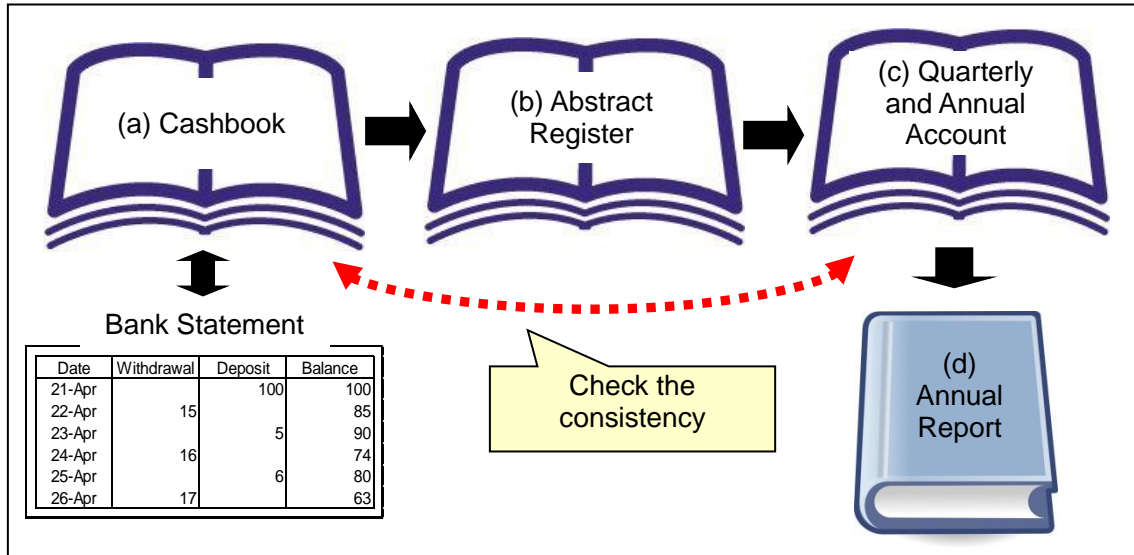 (a) Cashbook
(b) Abstract
Register
(c) Quarterly
and Annual
Account
Bank Statement
Date Withdrawal Deposit Balance
21-Apr 100 100
22-Apr 15 85
23-Apr 5 90
24-Apr 16 74
25-Apr 6 80
26-Apr 17 63
Check the
consistency
(d)
Annual
Report